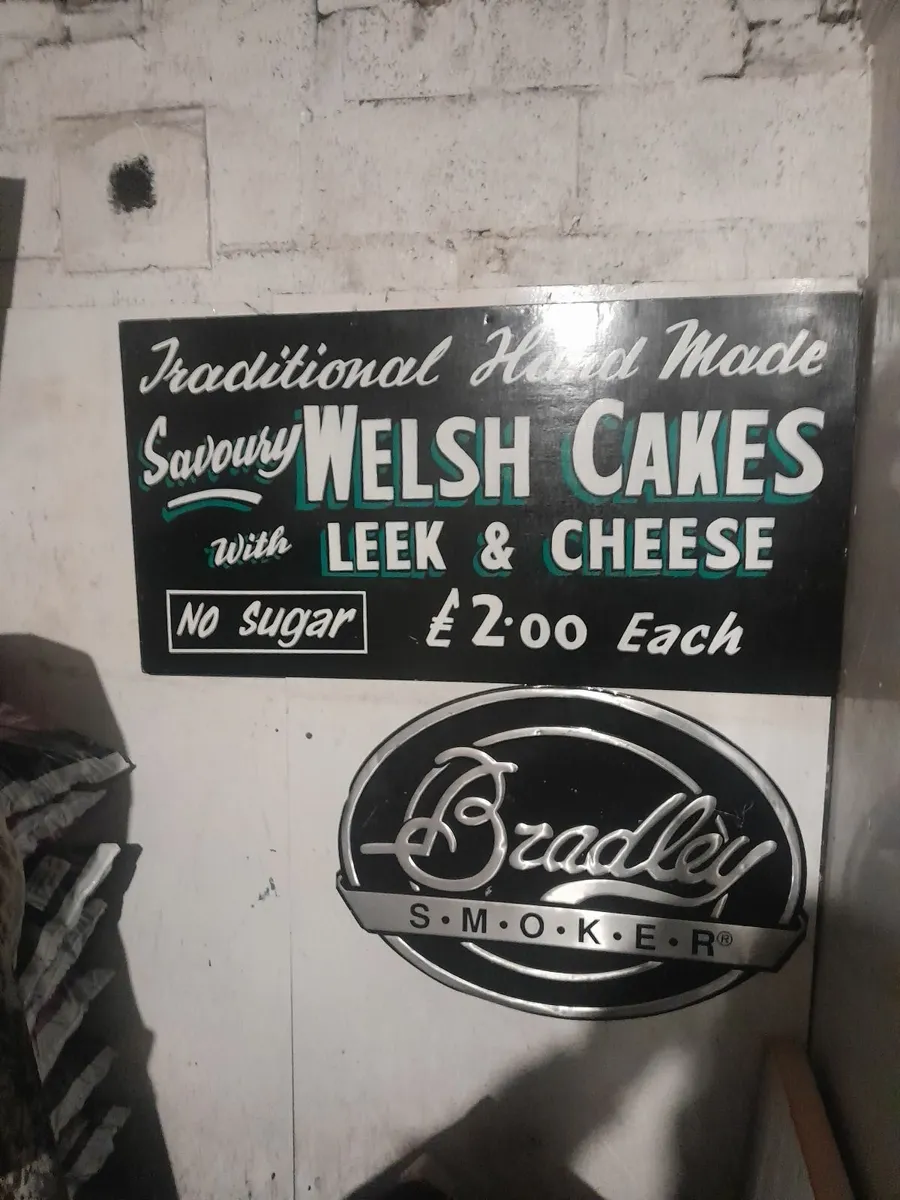 Traditional Hand Made
Savoury WELSH CAKES
With LEEK & CHEESE
No Sugar £2·00 Each
Bradley
S·M·O·K·E·R®